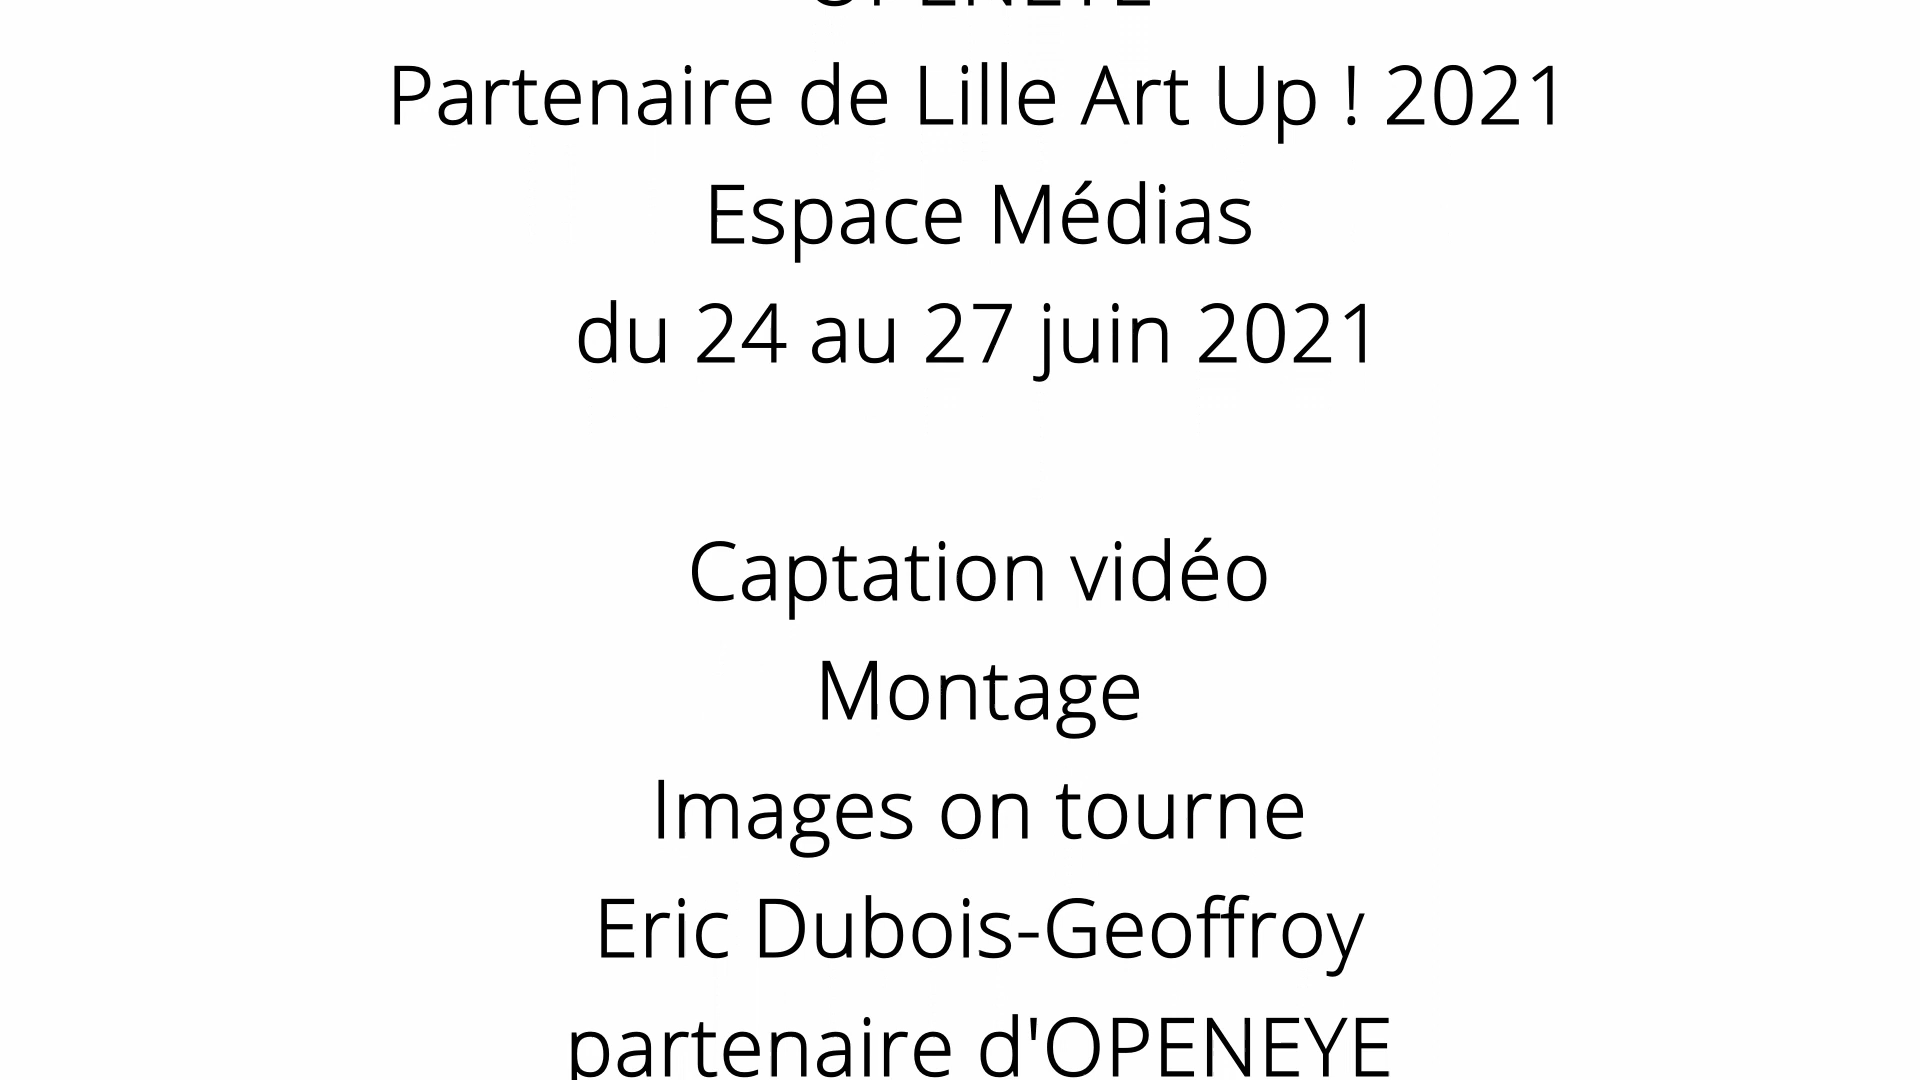 OPENEYE
Partenaire de Lille Art Up ! 2021
Espace Médias
du 24 au 27 juin 2021
Captation vidéo
Montage
Images on tourne
Eric Dubois-Geoffroy
partenaire d'OPENEYE